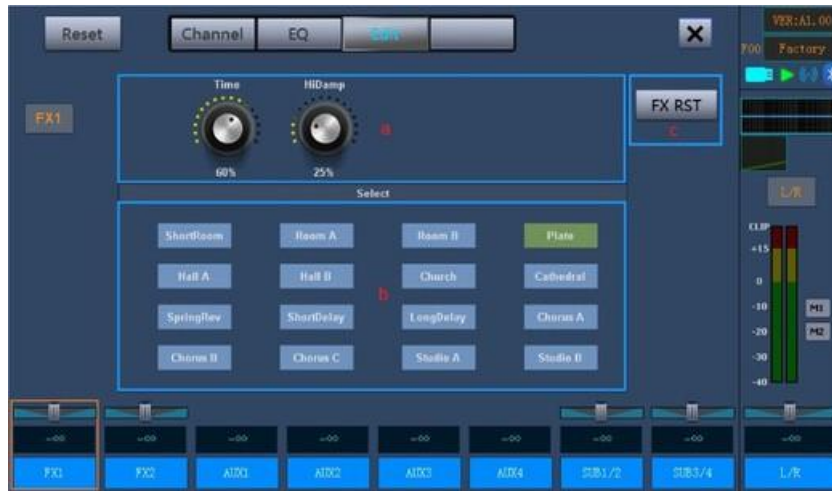 Reset Channel EQ Edit VER:A1.00
F00 Factory
Time HiDamp
FX1 a FX RST
c
60% 25%
Select
L/R
ShortRoom Room A Room B Plate
CLIP
+15
Hall A Hall B Church Cathedral
0
b
SpringRev ShortDelay LongDelay Chorus A
-10 M1
-20 M2
Chorus B Chorus C Studio A Studio B
-30
-40
-∞ -∞ -∞ -∞ -∞ -∞ -∞ -∞ -∞
FX1 FX2 AUX1 AUX2 AUX3 AUX4 SUB1/2 SUB3/4 L/R